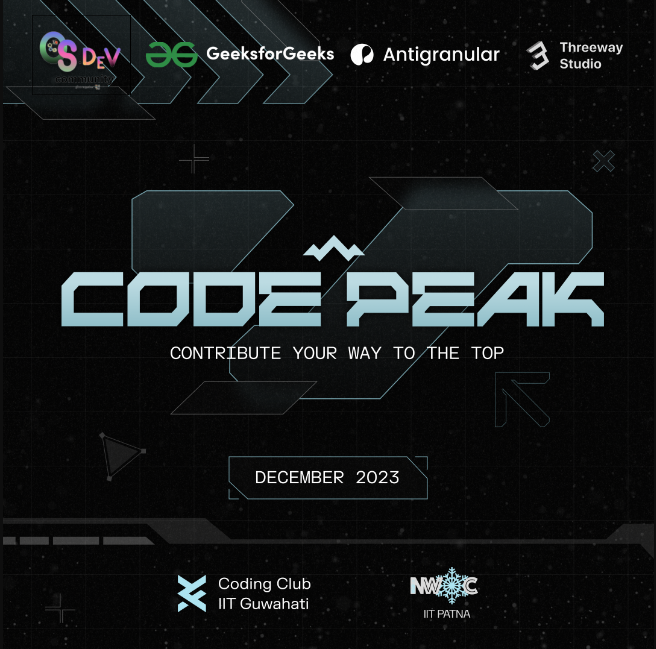 OS DEV
GeeksforGeeks
Antigranular
Threeway
Studio
CODE PEAK
CONTRIBUTE YOUR WAY TO THE TOP
DECEMBER 2023
Coding Club
IIT Guwahati
NWoC
IIT PATNA